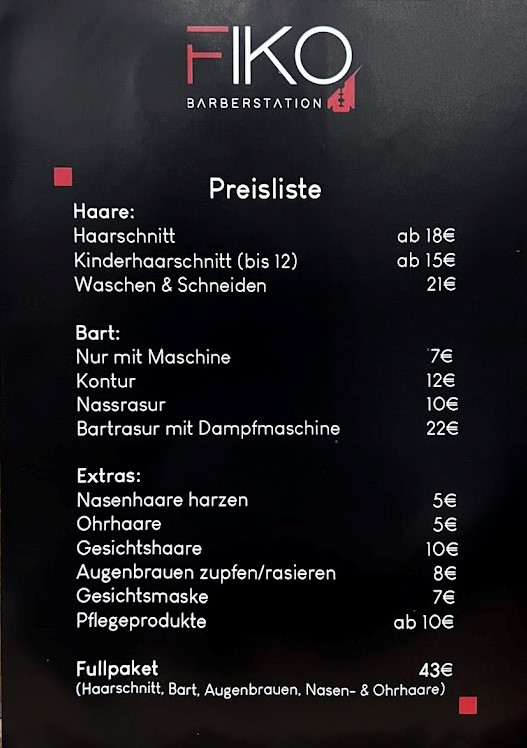 FIKO
BARBERSTATION
Preisliste
Haare:
Haarschnitt ab 18€
Kinderhaarschnitt (bis 12) ab 15€
Waschen & Schneiden 21€
Bart:
Nur mit Maschine 7€
Kontur 12€
Nassrasur 10€
Bartrasur mit Dampfmaschine 22€
Extras:
Nasenhaare harzen 5€
Ohrhaare 5€
Gesichtshaare 10€
Augenbrauen zupfen/rasieren 8€
Gesichtsmaske 7€
Pflegeprodukte ab 10€
Fullpaket 43€
(Haarschnitt, Bart, Augenbrauen, Nasen- & Ohrhaare)